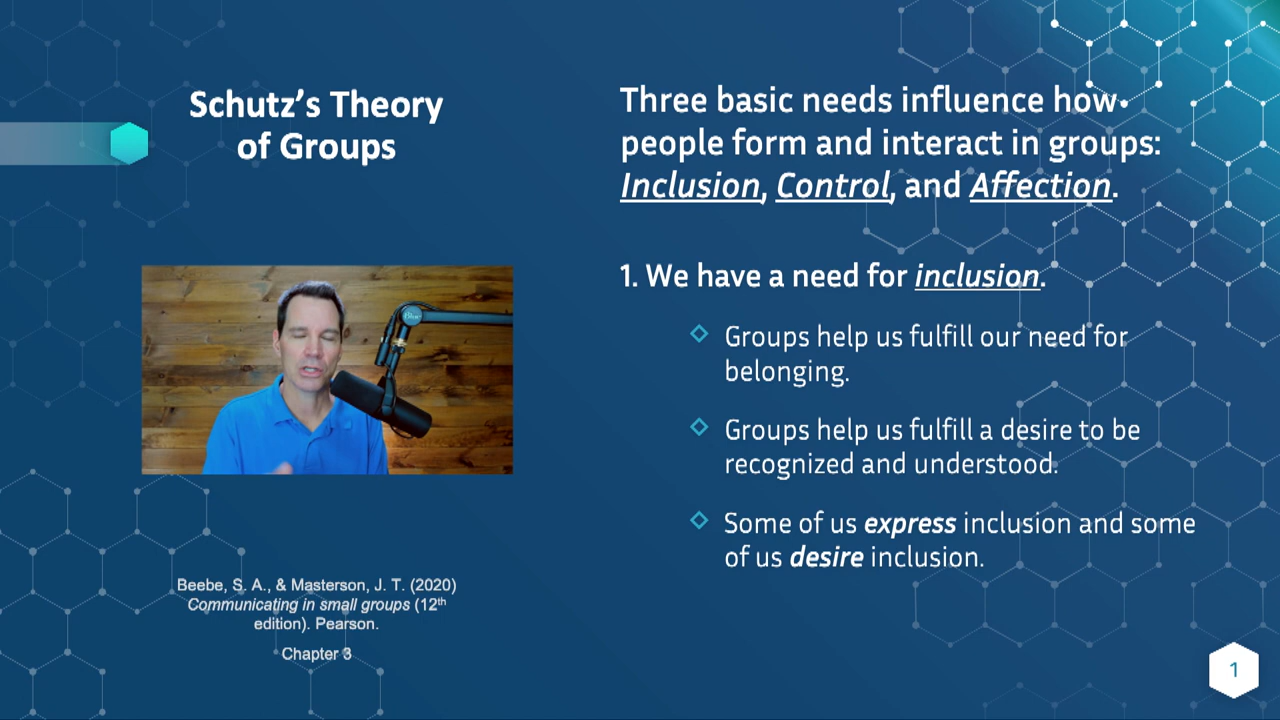 Schutz’s Theory
of Groups
Three basic needs influence how
people form and interact in groups:
Inclusion, Control, and Affection.
1. We have a need for inclusion.
Groups help us fulfill our need for
belonging.
Groups help us fulfill a desire to be
recognized and understood.
Some of us express inclusion and some
of us desire inclusion.
Blue
Beebe, S. A., & Masterson, J. T. (2020)
Communicating in small groups (12th
edition). Pearson.
Chapter 3
1